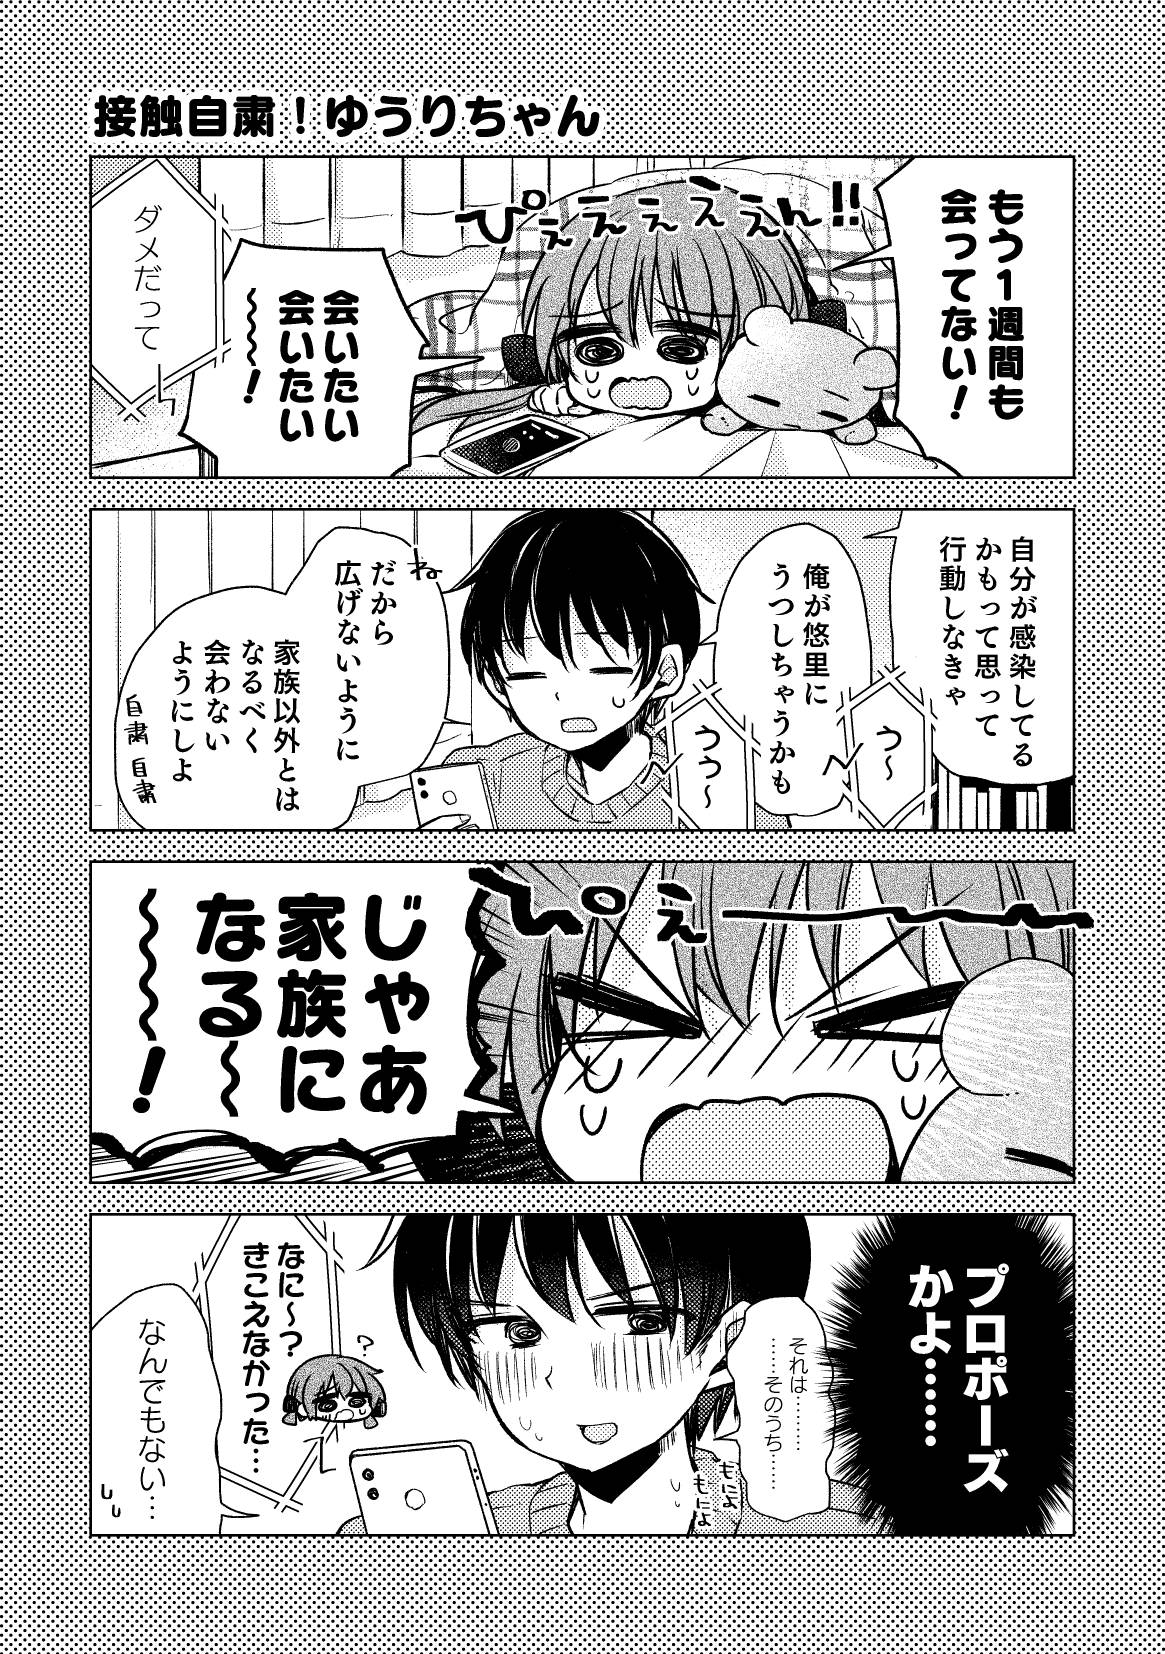 接触自粛！ゆうりちゃん
もう１週間も
会ってない！
ぴぇぇぇぇぇん!!
会いたい
会いたい
～～！
ダメだって
自分が感染してる
かもって思って
行動しなきゃ
う～
俺が悠里に
うつしちゃうかも
うう～
だから
広げないように
ね
家族以外とは
なるべく
会わない
ようにしよ
自粛
自粛
ぴぇーーん
じゃあ
家族に
なる～
～～～！
プロポーズ
かよ……
それは………
……そのうち……
もによ
もによ
なに～？
きこえなかった…
?
なんでもない…